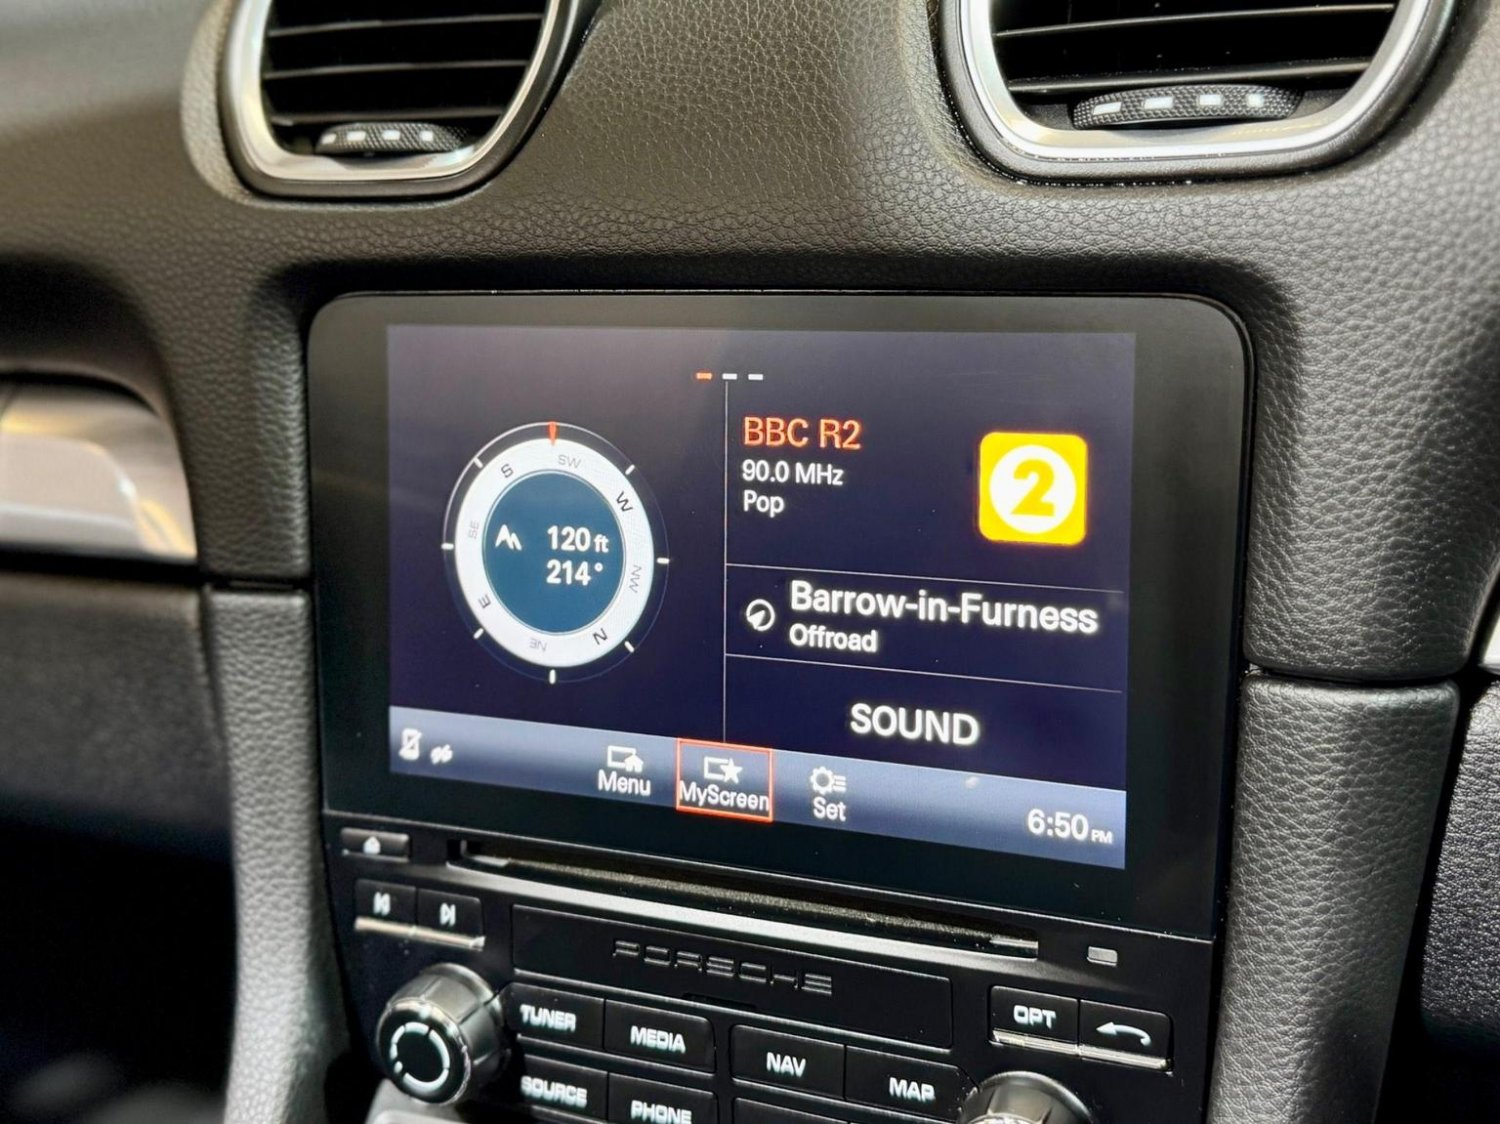 BBC R2
90.0 MHz
Pop
2
S
SW
W
SE
NW
E
NE
N
120 ft
214°
Barrow-in-Furness
Offroad
SOUND
Menu
MyScreen
Set
6:50 PM
PORSCHE
TUNER
MEDIA
NAV
MAP
OPT
SOURCE
PHONE